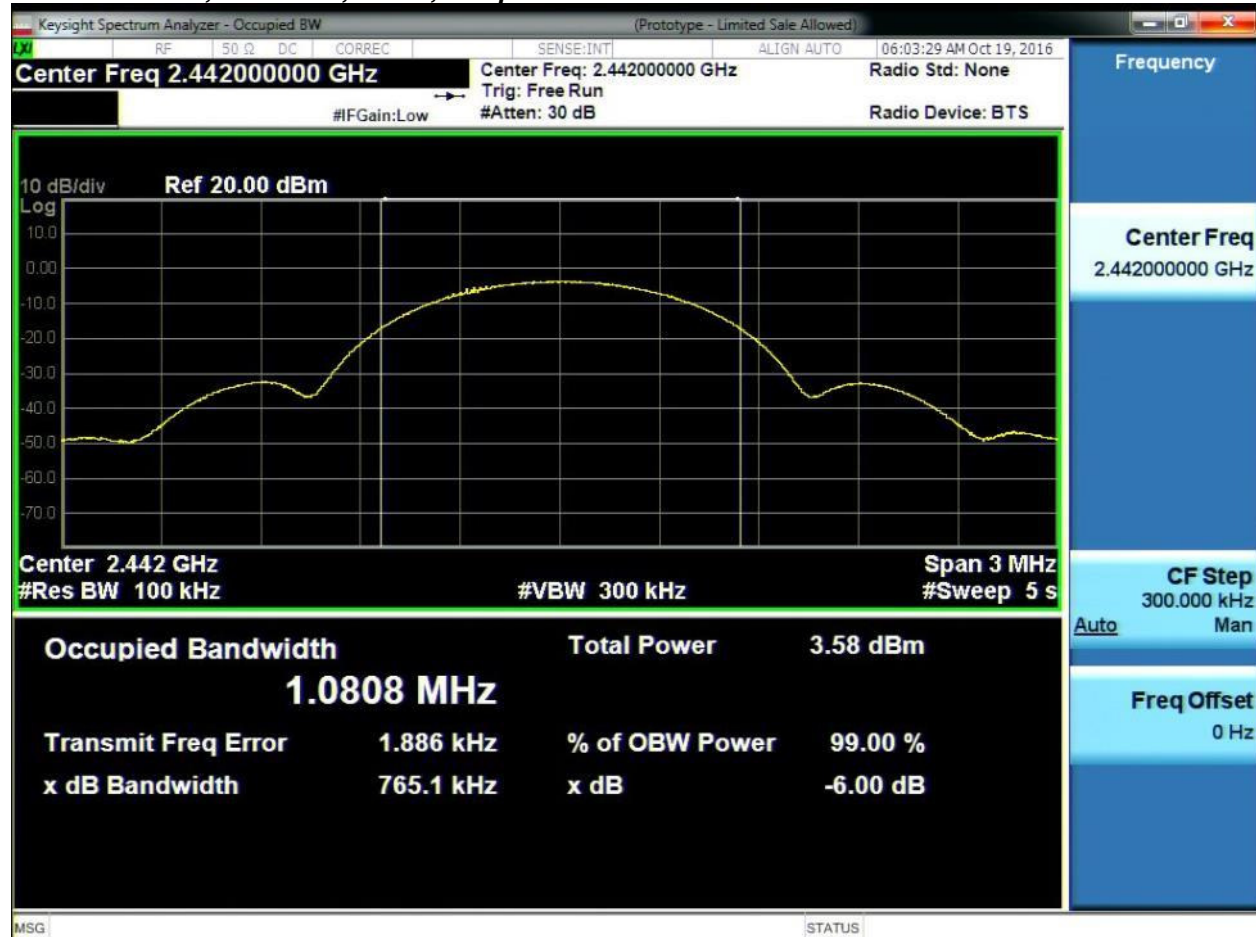 Keysight Spectrum Analyzer - Occupied BW (Prototype - Limited Sale Allowed)
LXI RF 50 Ω DC CORREC SENSE:INT ALIGN AUTO 06:03:29 AM Oct 19, 2016
Center Freq 2.442000000 GHz
Center Freq: 2.442000000 GHz Radio Std: None
Trig: Free Run
#IFGain:Low #Atten: 30 dB Radio Device: BTS
10 dB/div Ref 20.00 dBm
Log
10.0
0.00
-10.0
-20.0
-30.0
-40.0
-50.0
-60.0
-70.0
Center 2.442 GHz Span 3 MHz
#Res BW 100 kHz #VBW 300 kHz #Sweep 5 s
Occupied Bandwidth Total Power 3.58 dBm
1.0808 MHz
Transmit Freq Error 1.886 kHz % of OBW Power 99.00 %
x dB Bandwidth 765.1 kHz x dB -6.00 dB
MSG STATUS
Frequency
Center Freq
2.442000000 GHz
CF Step
300.000 kHz
Auto Man
Freq Offset
0 Hz